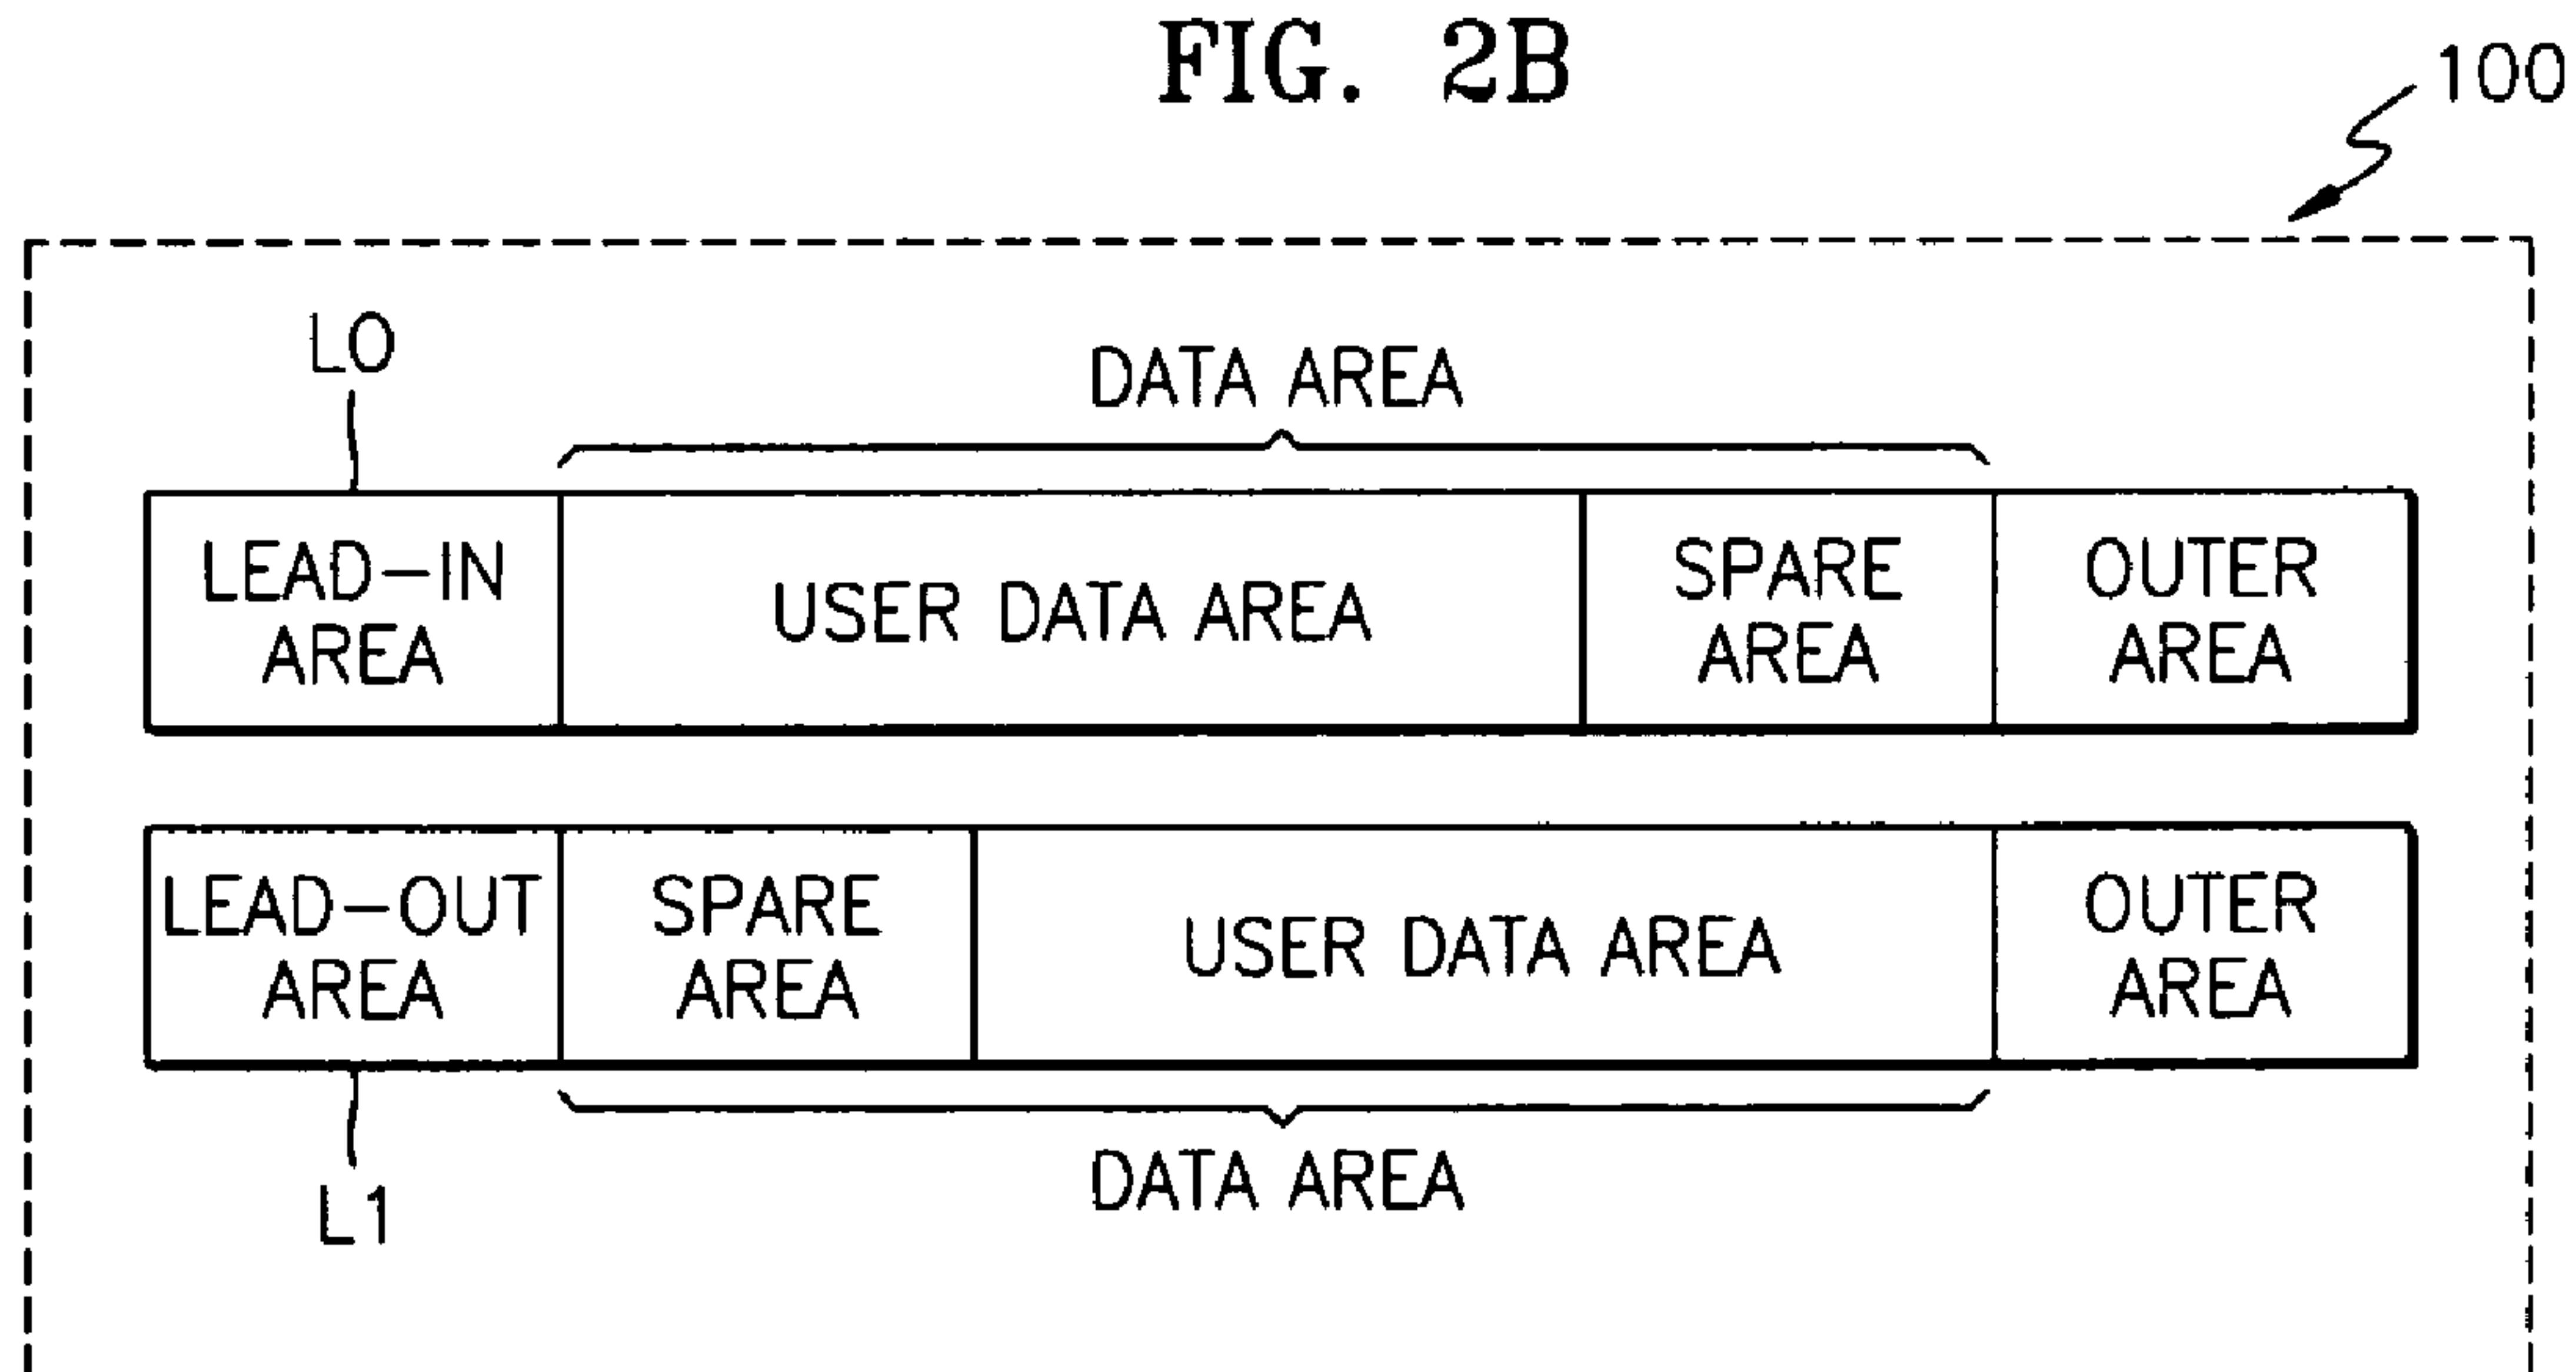 FIG. 2B
100
L0
DATA AREA
LEAD-IN
AREA
USER DATA AREA
SPARE
AREA
OUTER
AREA
LEAD-OUT
AREA
SPARE
AREA
USER DATA AREA
OUTER
AREA
DATA AREA
L1